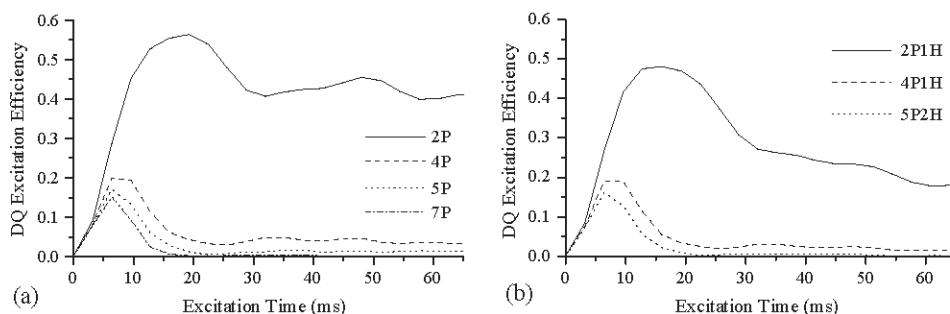 0.6
0.5
0.4
0.3
0.2
0.1
0.0
DQ Excitation Efficiency
2P
4P
5P
7P
0 10 20 30 40 50 60
(a)
Excitation Time (ms)
0.6
0.5
0.4
0.3
0.2
0.1
0.0
DQ Excitation Efficiency
2P1H
4P1H
5P2H
0 10 20 30 40 50 60
(b)
Excitation Time (ms)